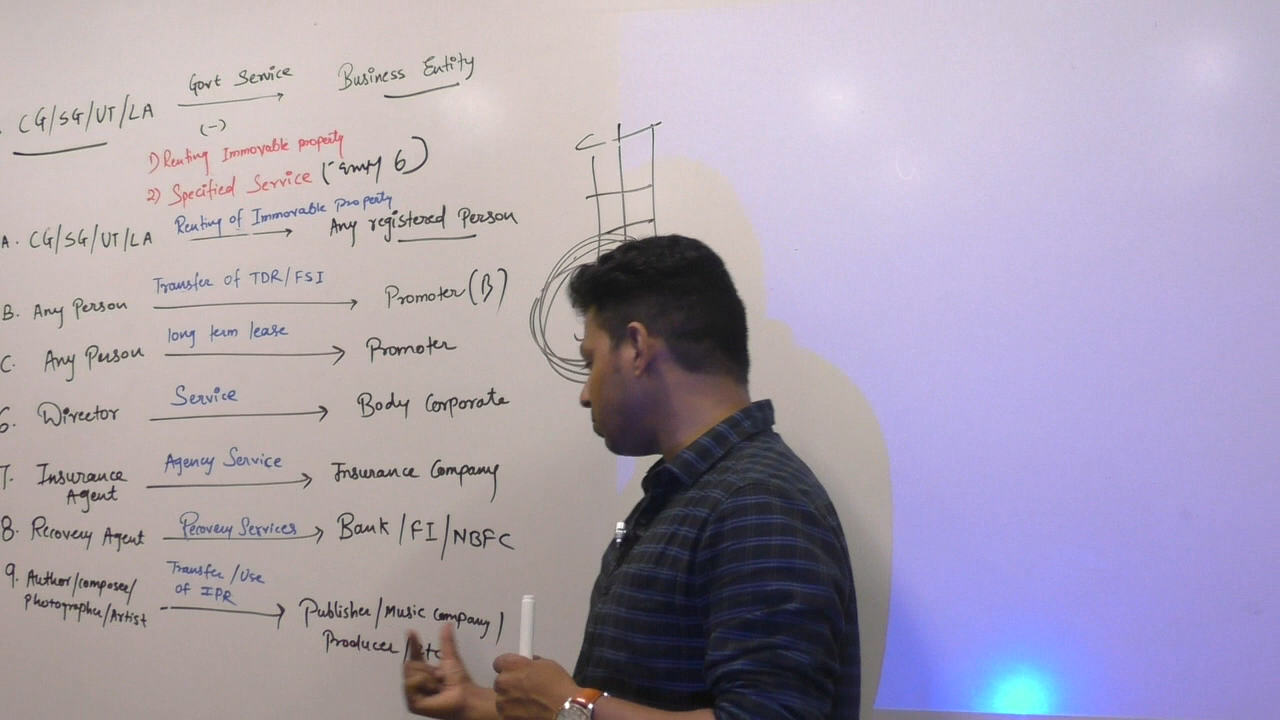 Govt Service Business Entity
CG/SG/UT/LA
(-)
1) Renting Immovable property
2) Specified Service
Renting of Immovable Property
A. CG/SG/UT/LA Any registered Person
Transfer of TDR/FSI
B. Any Person Promoter (B)
long term lease
C. Any Person Promoter
Service
6. Director Body Corporate
Agency Service
7. Insurance Agent Insurance Company
8. Recovery Agent Recovery Services Bank/FI/NBFC
9. Author/composer/ Transfer/Use
photographer/Artist of IPR
Publisher/Music Company/
Producer/etc